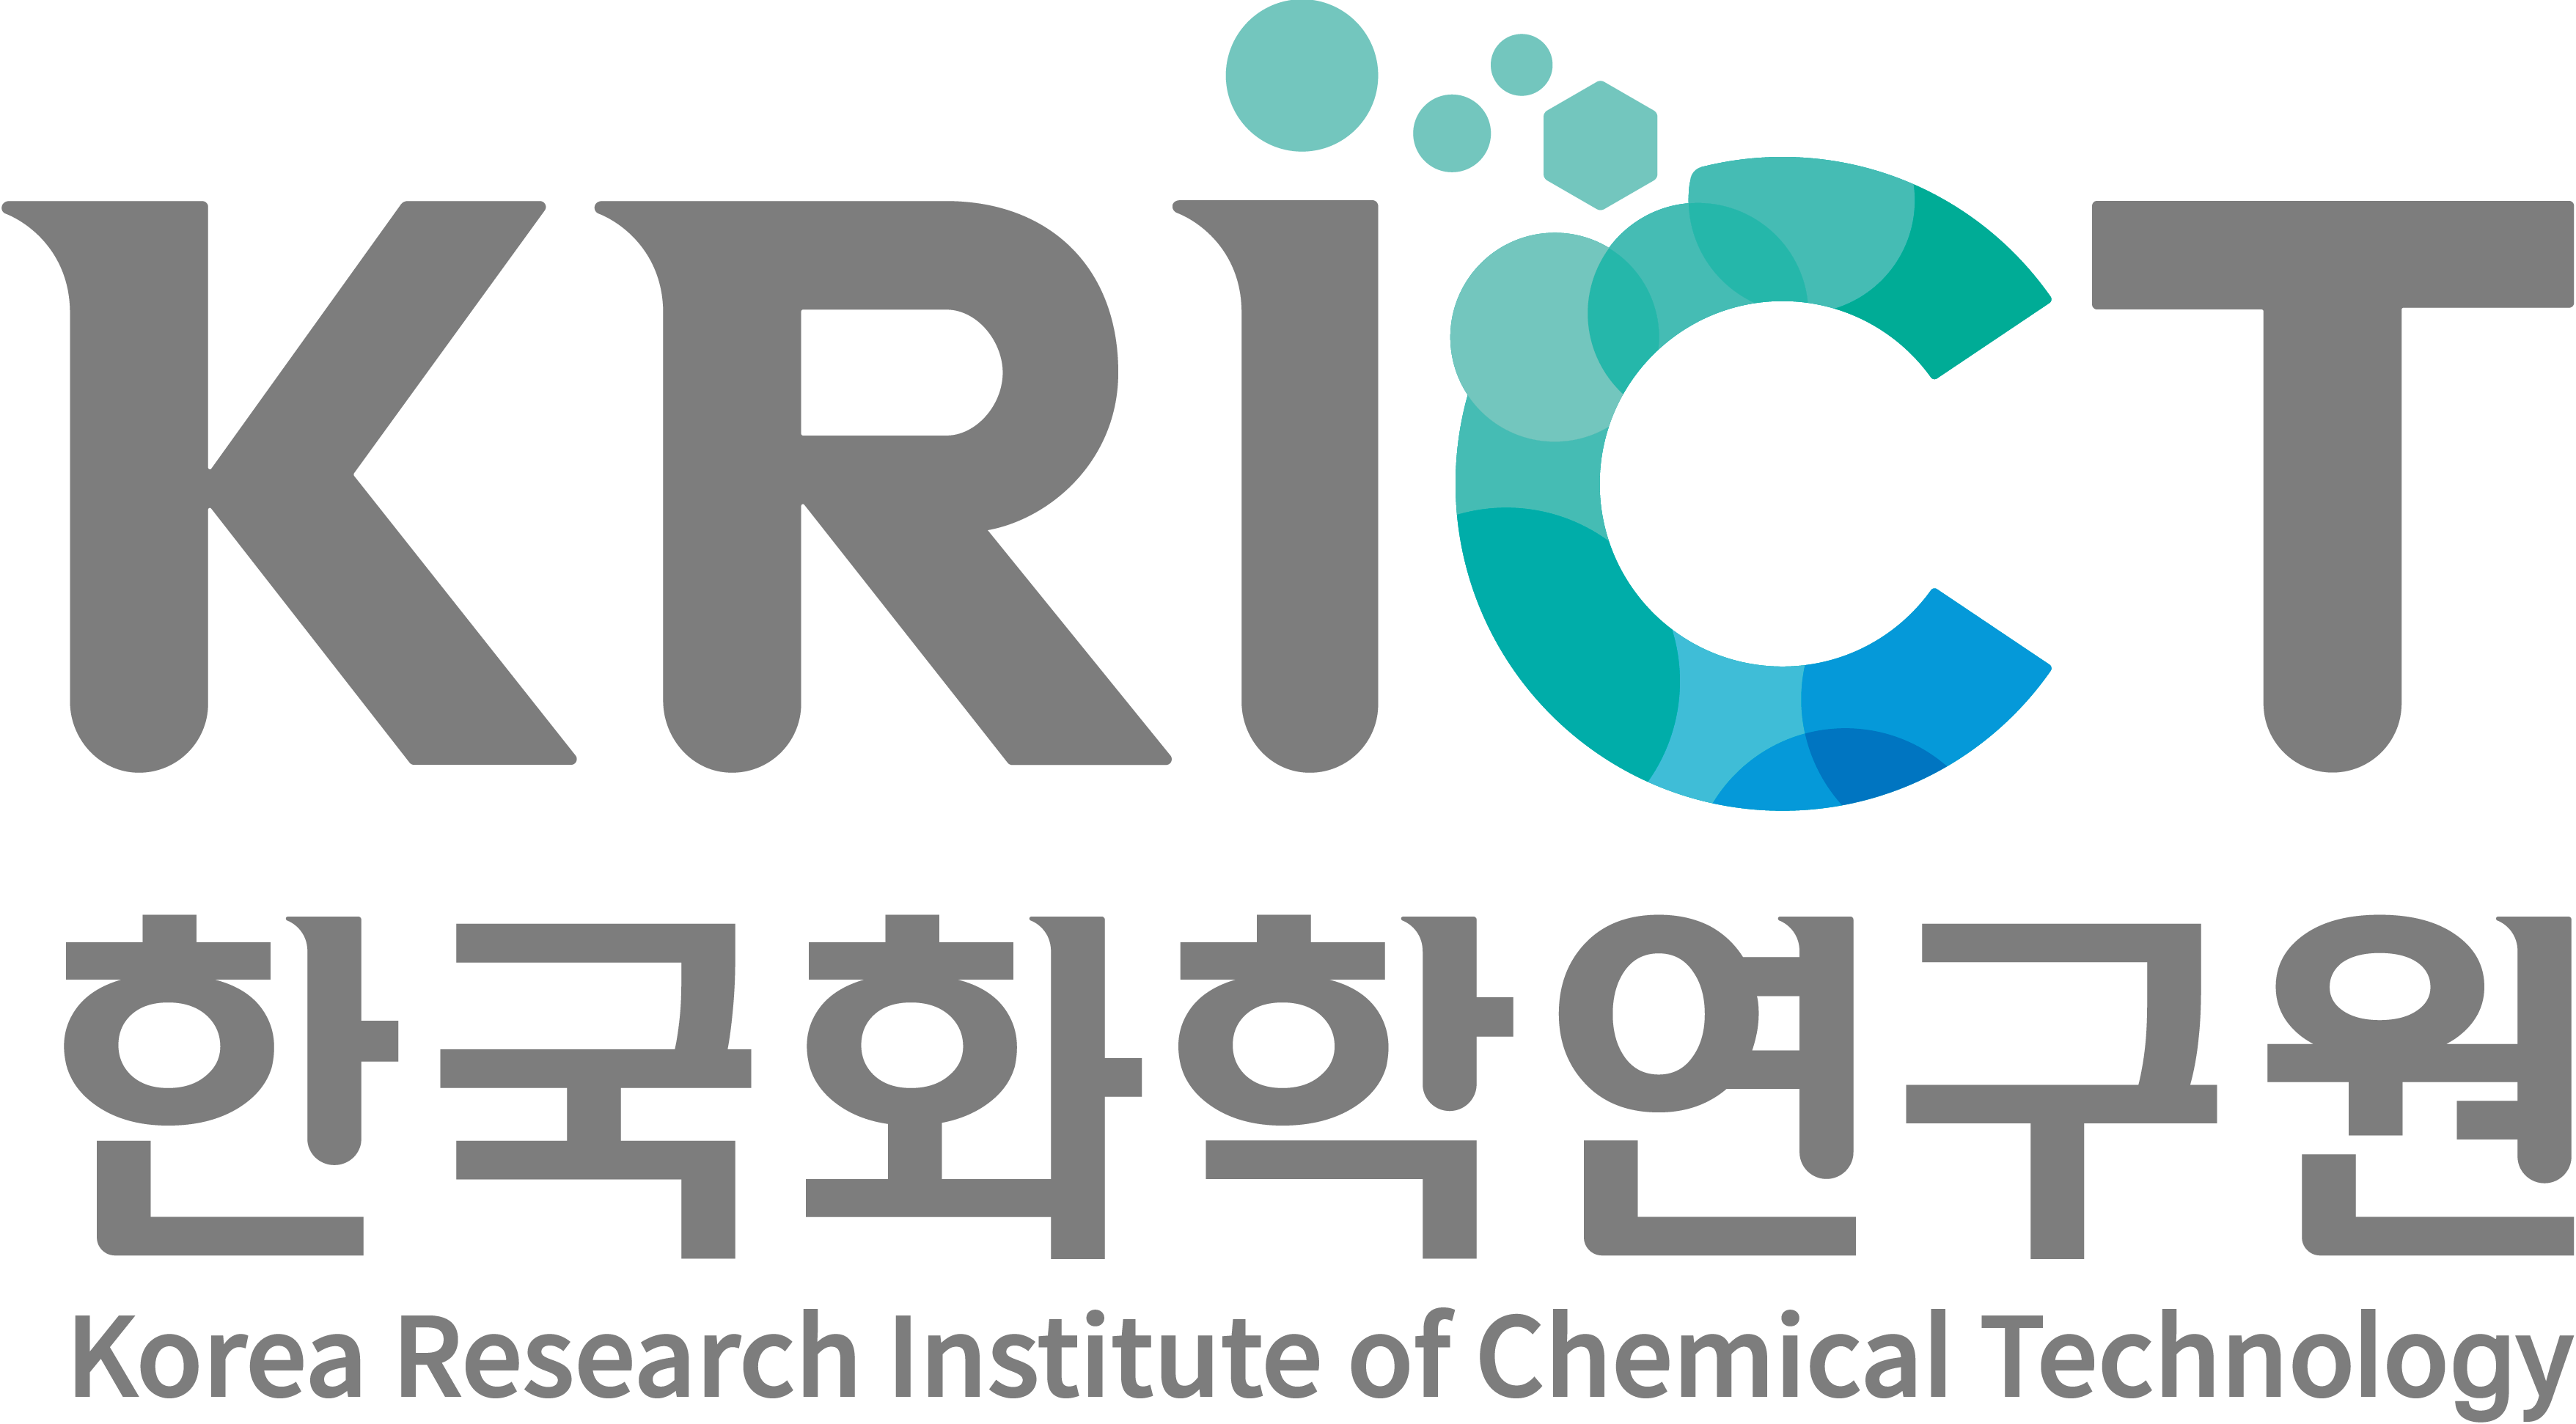 KRICT
한국화학연구원
Korea Research Institute of Chemical Technology